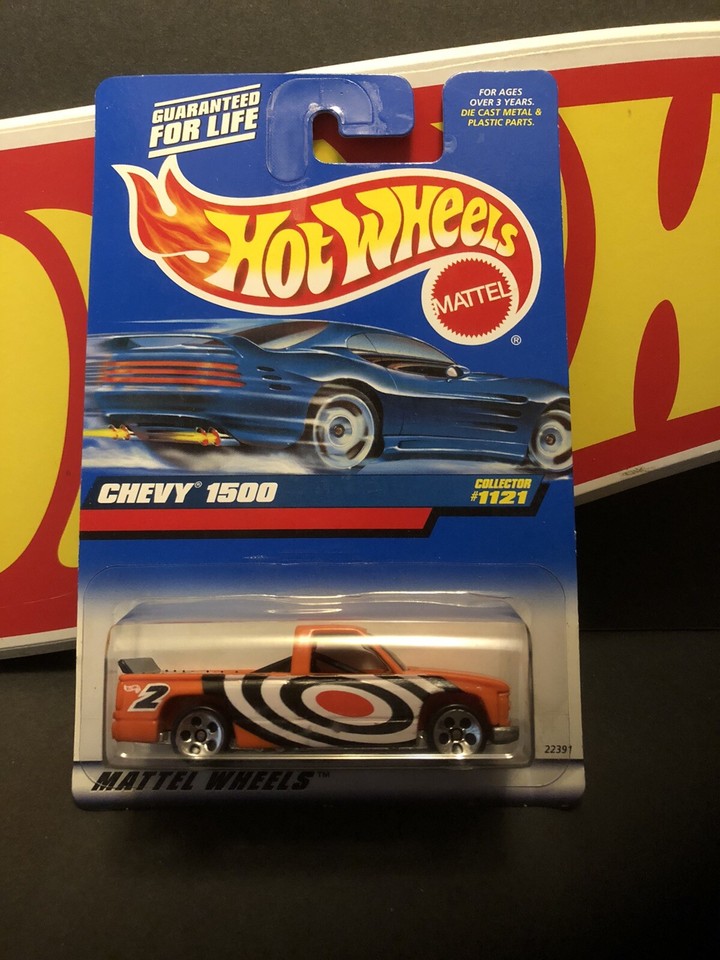 GUARANTEED
FOR LIFE
FOR AGES
OVER 3 YEARS.
DIE CAST METAL &
PLASTIC PARTS.
HOT WHEELS
MATTEL
®
CHEVY® 1500
COLLECTOR
#1121
2
22391
MATTEL WHEELS™